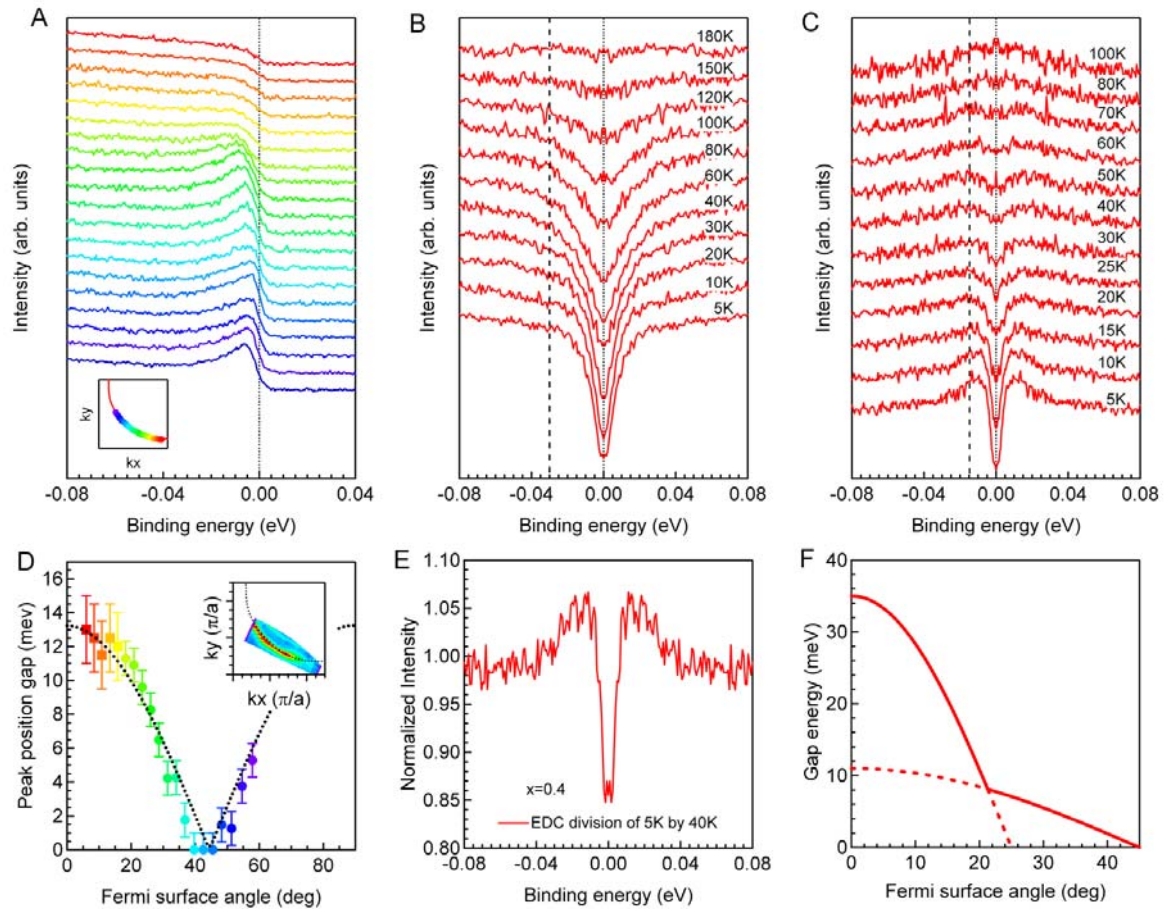 A
Intensity (arb. units)
ky
kx
-0.08
-0.04
0.00
0.04
Binding energy (eV)
B
Intensity (arb. units)
180K
150K
120K
100K
80K
60K
40K
30K
20K
10K
5K
-0.08
-0.04
0.00
0.04
0.08
Binding energy (eV)
C
Intensity (arb. units)
100K
80K
70K
60K
50K
40K
30K
25K
20K
15K
10K
5K
-0.08
-0.04
0.00
0.04
0.08
Binding energy (eV)
D
Peak position gap (mev)
16
14
12
10
8
6
4
2
0
ky (π/a)
kx (π/a)
0
20
40
60
80
Fermi surface angle (deg)
E
Normalized Intensity
1.10
1.05
1.00
0.95
0.90
0.85
0.80
x=0.4
EDC division of 5K by 40K
-0.08
-0.04
0.00
0.04
0.08
Binding energy (eV)
F
Gap energy (meV)
40
30
20
10
0
0
10
20
30
40
Fermi surface angle (deg)